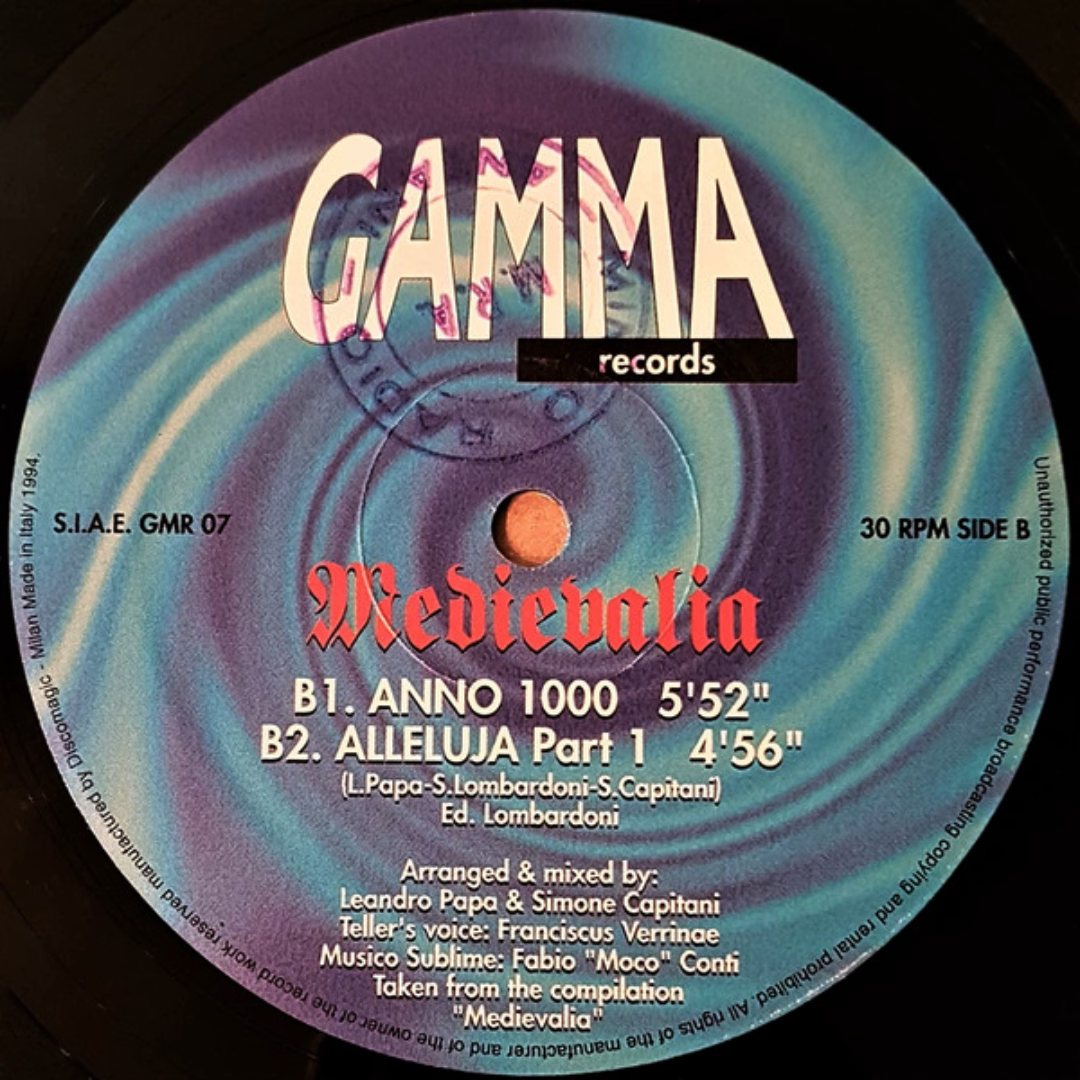 GAMMA
records
S.I.A.E. GMR 07
30 RPM SIDE B
Medievalia
B1. ANNO 1000 5'52"
B2. ALLELUJA Part 1 4'56"
(L.Papa-S.Lombardoni-S.Capitani)
Ed. Lombardoni
Arranged & mixed by:
Leandro Papa & Simone Capitani
Teller's voice: Franciscus Verrinae
Musico Sublime: Fabio "Moco" Conti
Taken from the compilation
"Medievalia"
Unauthorized public performance broadcasting copying and rental prohibited. All rights of the manufacturer and of the owner of the record work reserved manufactured by Discomagic - Milan Made in Italy 1994.